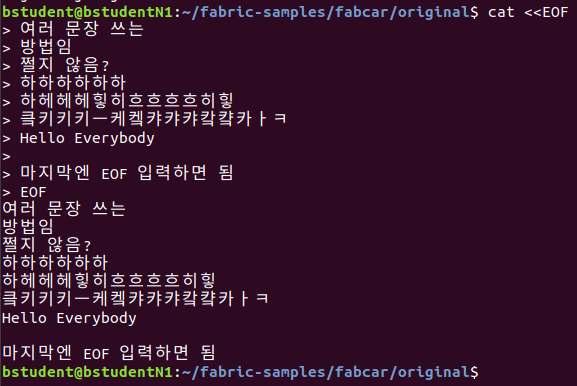 bstudent@bstudentN1:~/fabric-samples/fabcar/original$ cat <<EOF
> 여러 문장 쓰는
> 방법임
> 쩔지 않음?
> 하하하하하하
> 하헤헤헤힣히흐흐흐흐히힣
> 킄키키키ㅡ케켘캬캬캬캌캬카ㅏㅋ
> Hello Everybody
>
> 마지막엔 EOF 입력하면 됨
> EOF
여러 문장 쓰는
방법임
쩔지 않음?
하하하하하하
하헤헤헤힣히흐흐흐흐히힣
킄키키키ㅡ케켘캬캬캬캌캬카ㅏㅋ
Hello Everybody

마지막엔 EOF 입력하면 됨
bstudent@bstudentN1:~/fabric-samples/fabcar/original$